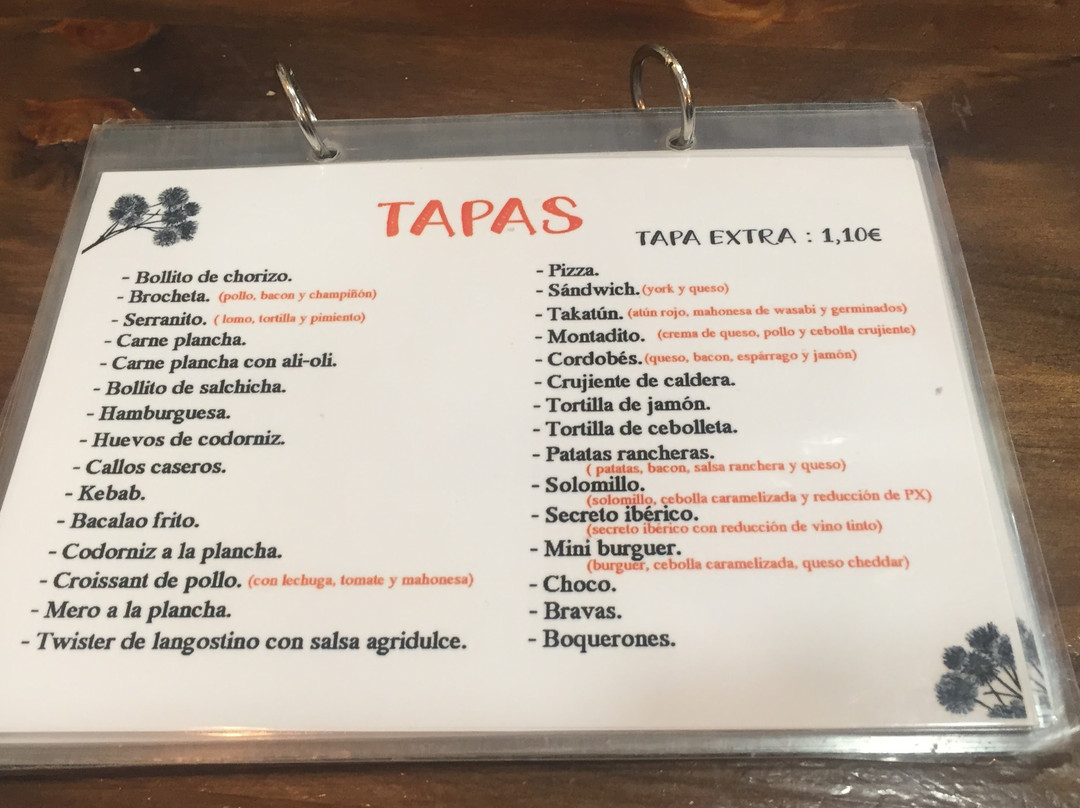 TAPAS
TAPA EXTRA : 1,10€
- Bollito de chorizo.
- Brocheta. (pollo, bacon y champiñón)
- Serranito. ( lomo, tortilla y pimiento)
- Carne plancha.
- Carne plancha con ali-oli.
- Bollito de salchicha.
- Hamburguesa.
- Huevos de codorniz.
- Callos caseros.
- Kebab.
- Bacalao frito.
- Codorniz a la plancha.
- Croissant de pollo. (con lechuga, tomate y mahonesa)
- Mero a la plancha.
- Twister de langostino con salsa agridulce.
- Pizza.
- Sándwich. (york y queso)
- Takatún. (atún rojo, mahonesa de wasabi y germinados)
- Montadito. (crema de queso, pollo y cebolla crujiente)
- Cordobés. (queso, bacon, espárrago y jamón)
- Crujiente de caldera.
- Tortilla de jamón.
- Tortilla de cebolleta.
- Patatas rancheras.
( patatas, bacon, salsa ranchera y queso)
- Solomillo.
(solomillo, cebolla caramelizada y reducción de PX)
- Secreto ibérico.
(secreto ibérico con reducción de vino tinto)
- Mini burguer.
(burguer, cebolla caramelizada, queso cheddar)
- Choco.
- Bravas.
- Boquerones.